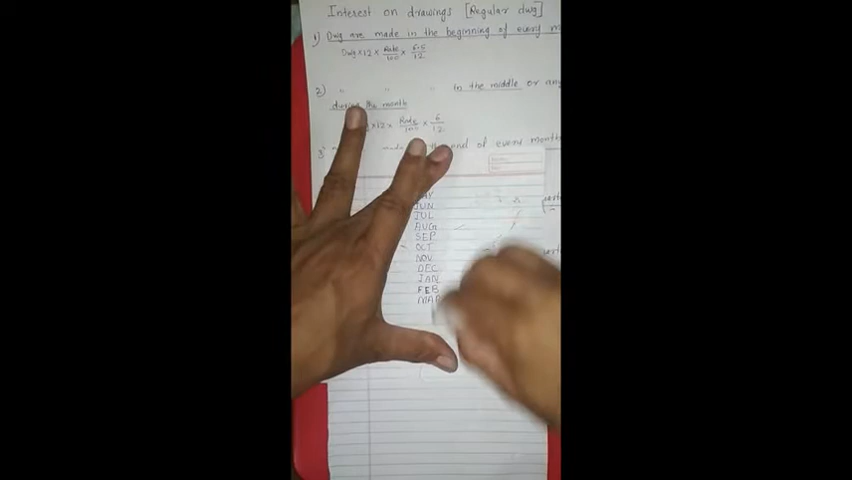 Interest on drawings [Regular dwg]
1) Dwg are made in the beginning of every m
Dwg x 12 x Rate/100 x 6.5/12
2) " " " in the middle or any
during the month
x 12 x Rate/100 x 6/12
3) end of every month
JUN
JUL
AUG
SEP
OCT
NOV
DEC
JAN
FEB
MAR